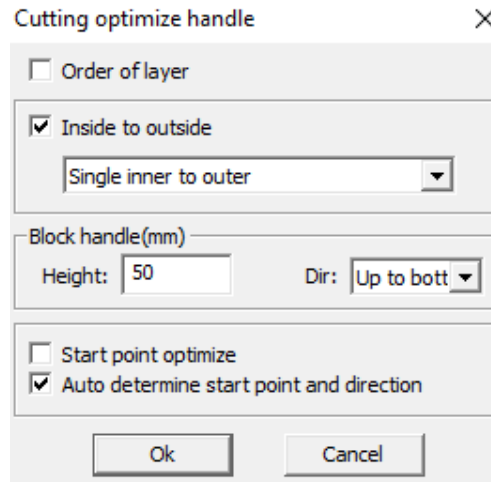 Cutting optimize handle
Order of layer
Inside to outside
Single inner to outer
Block handle(mm)
Height: 50 Dir: Up to bott
Start point optimize
Auto determine start point and direction
Ok Cancel